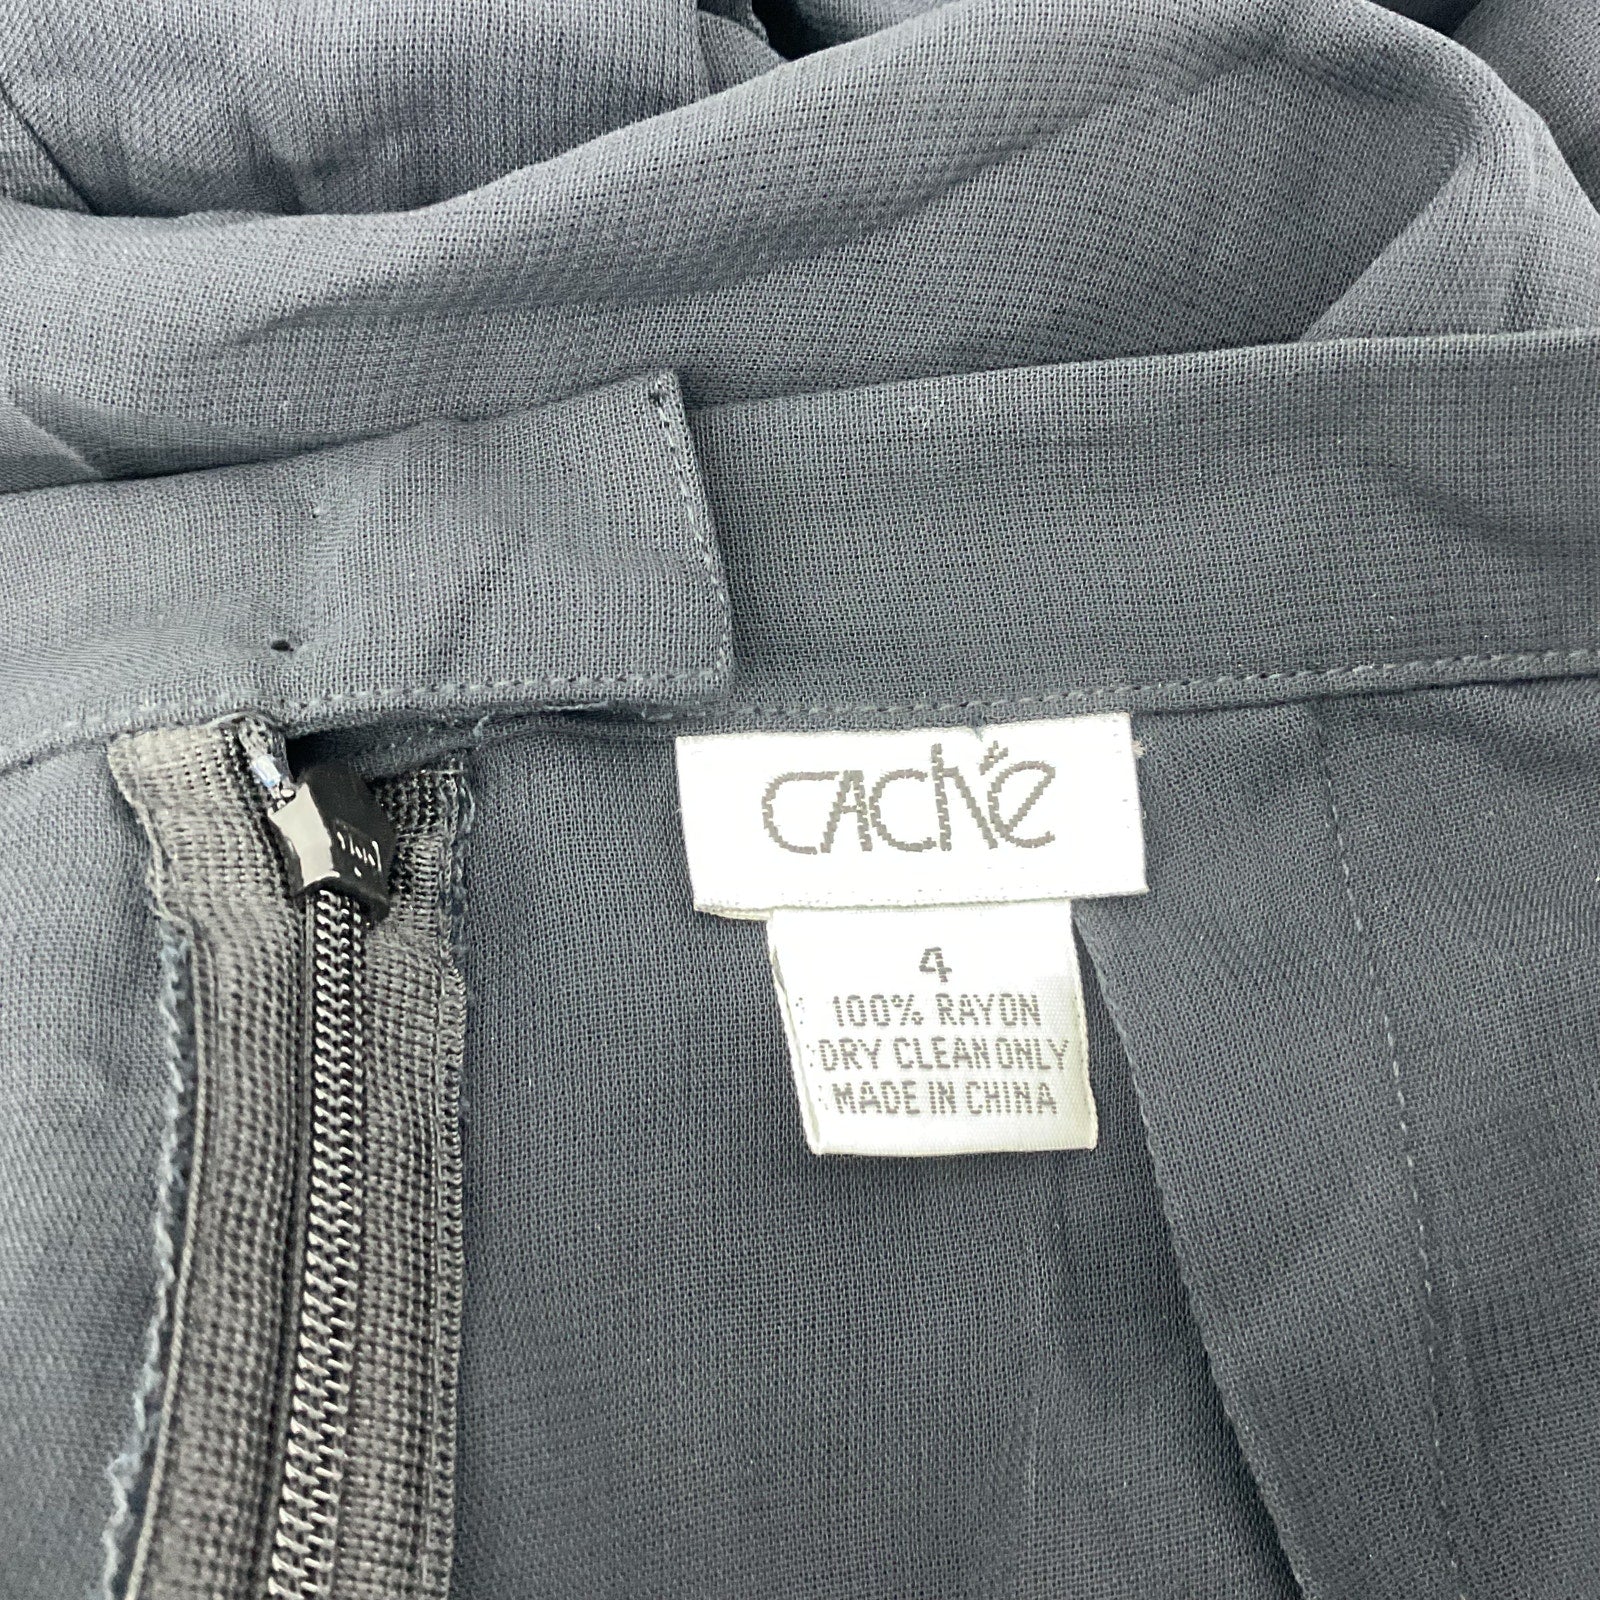 Caché
4
100% RAYON
DRY CLEAN ONLY
MADE IN CHINA